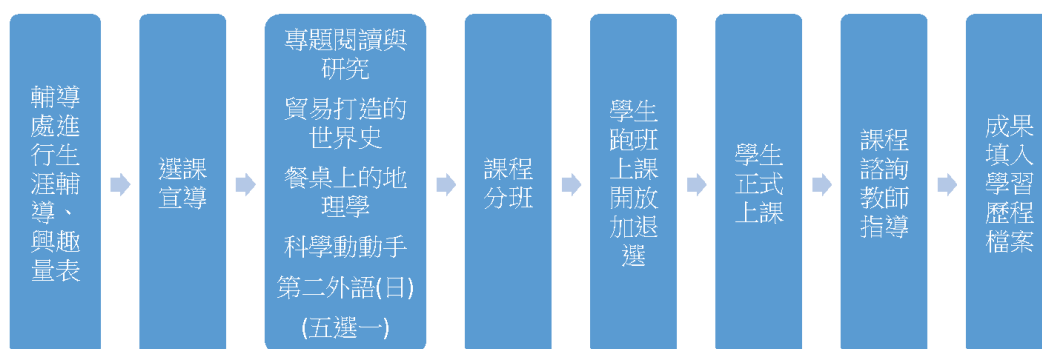 輔導
處進
行生
涯輔
導、
興趣
量表
選課
宣導
專題閱讀與
研究
貿易打造的
世界史
餐桌上的地
理學
科學動動手
第二外語(日)
(五選一)
課程
分班
學生
跑班
上課
開放
加退
選
學生
正式
上課
課程
諮詢
教師
指導
成果
填入
學習
歷程
檔案